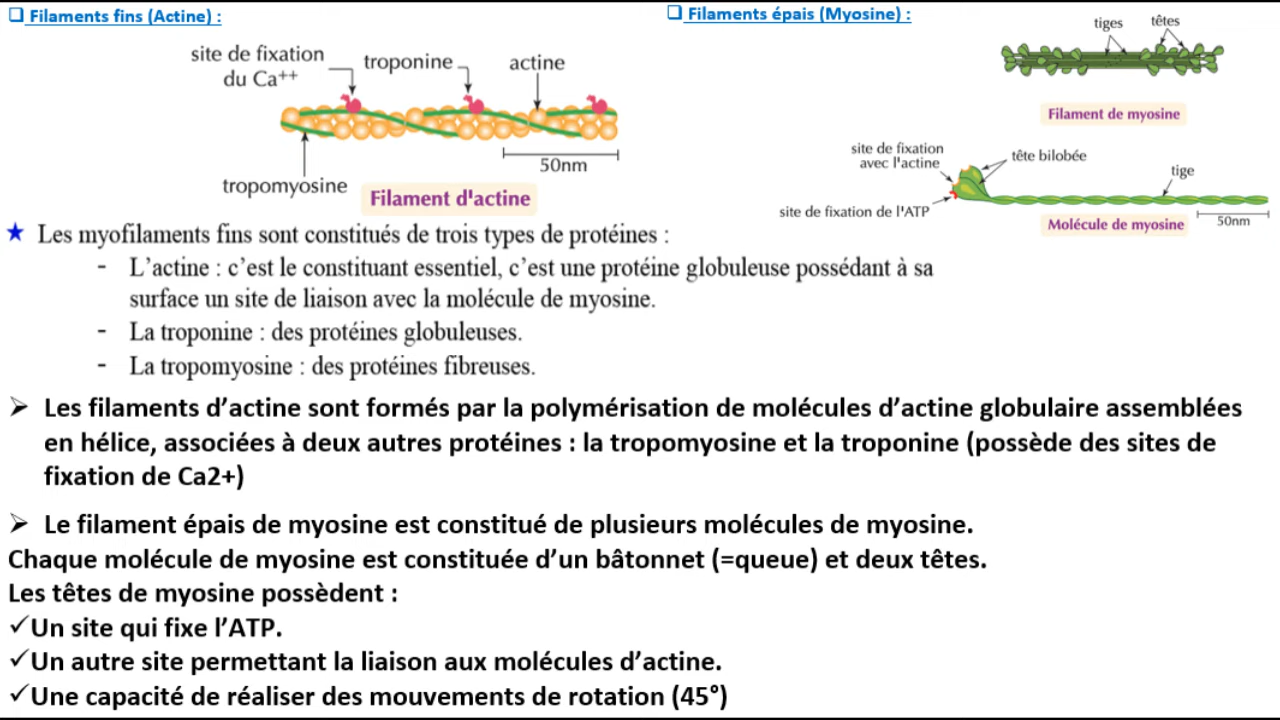 Filaments fins (Actine) :
site de fixation
du Ca++
troponine
actine
50nm
tropomyosine
Filament d'actine
Filaments épais (Myosine) :
tiges
têtes
Filament de myosine
site de fixation
avec l'actine
tête bilobée
tige
site de fixation de l'ATP
50nm
Molécule de myosine
Les myofilaments fins sont constitués de trois types de protéines :
- L'actine : c'est le constituant essentiel, c'est une protéine globuleuse possédant à sa
surface un site de liaison avec la molécule de myosine.
- La troponine : des protéines globuleuses.
- La tropomyosine : des protéines fibreuses.
➢ Les filaments d'actine sont formés par la polymérisation de molécules d'actine globulaire assemblées
en hélice, associées à deux autres protéines : la tropomyosine et la troponine (possède des sites de
fixation de Ca2+)
➢ Le filament épais de myosine est constitué de plusieurs molécules de myosine.
Chaque molécule de myosine est constituée d'un bâtonnet (=queue) et deux têtes.
Les têtes de myosine possèdent :
✓Un site qui fixe l'ATP.
✓Un autre site permettant la liaison aux molécules d'actine.
✓Une capacité de réaliser des mouvements de rotation (45°)